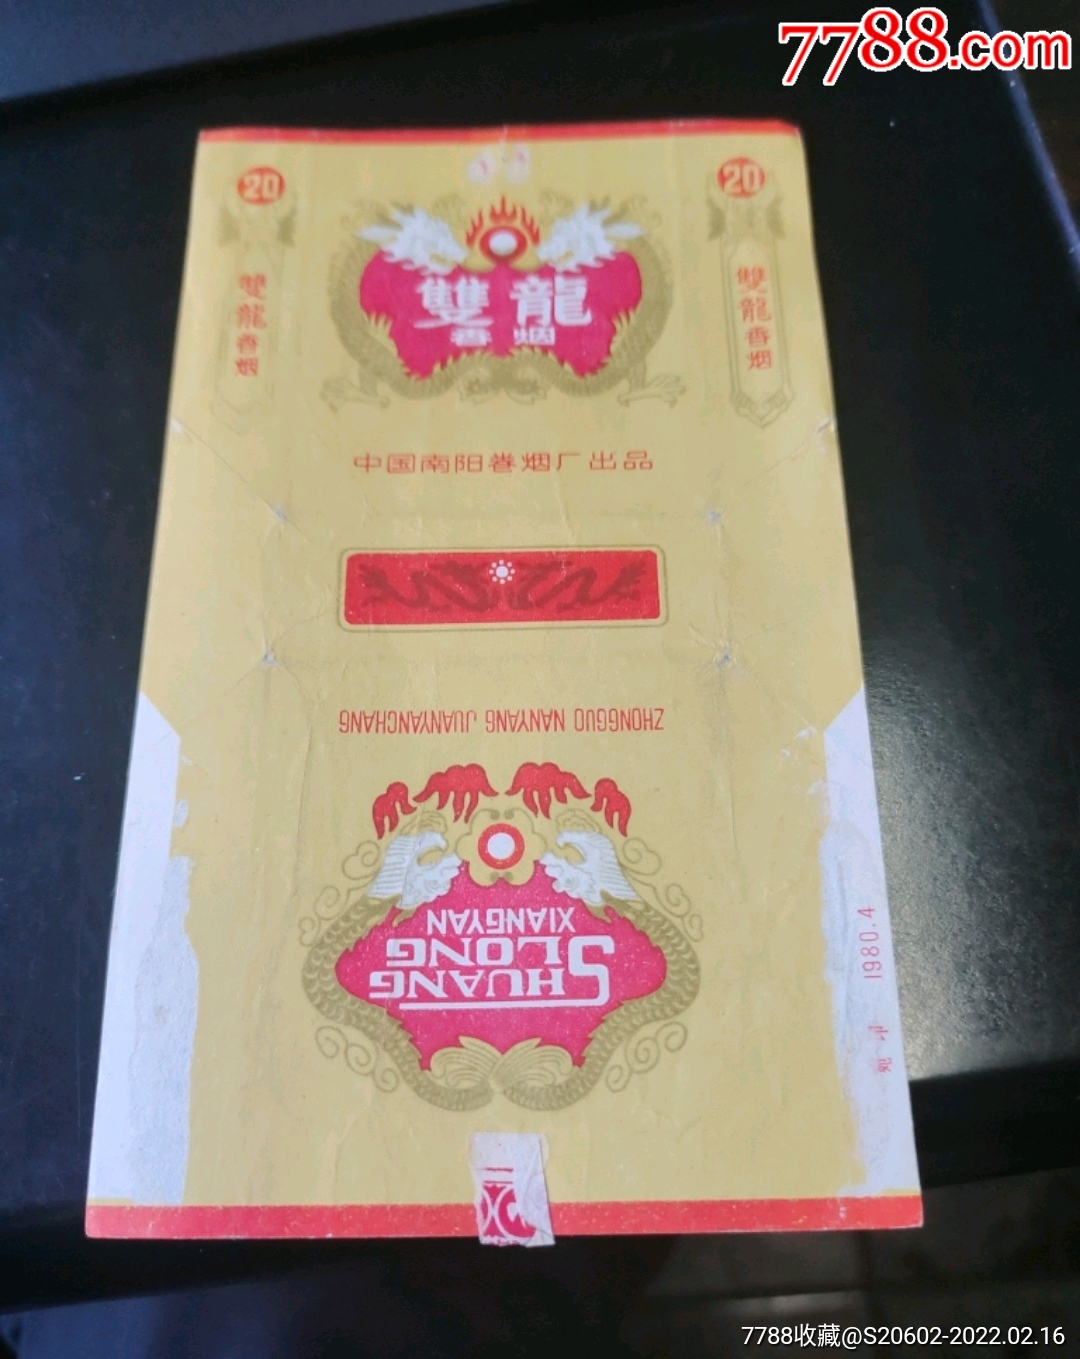 7788.com
20
20
雙龍香烟
雙龍
香烟
雙龍香烟
中国南阳卷烟厂出品
ZHONGGUO NANYANG JUANYANCHANG
SHUANG
LONG
XIANGYAN
1980.4
7788收藏@S20602-2022.02.16